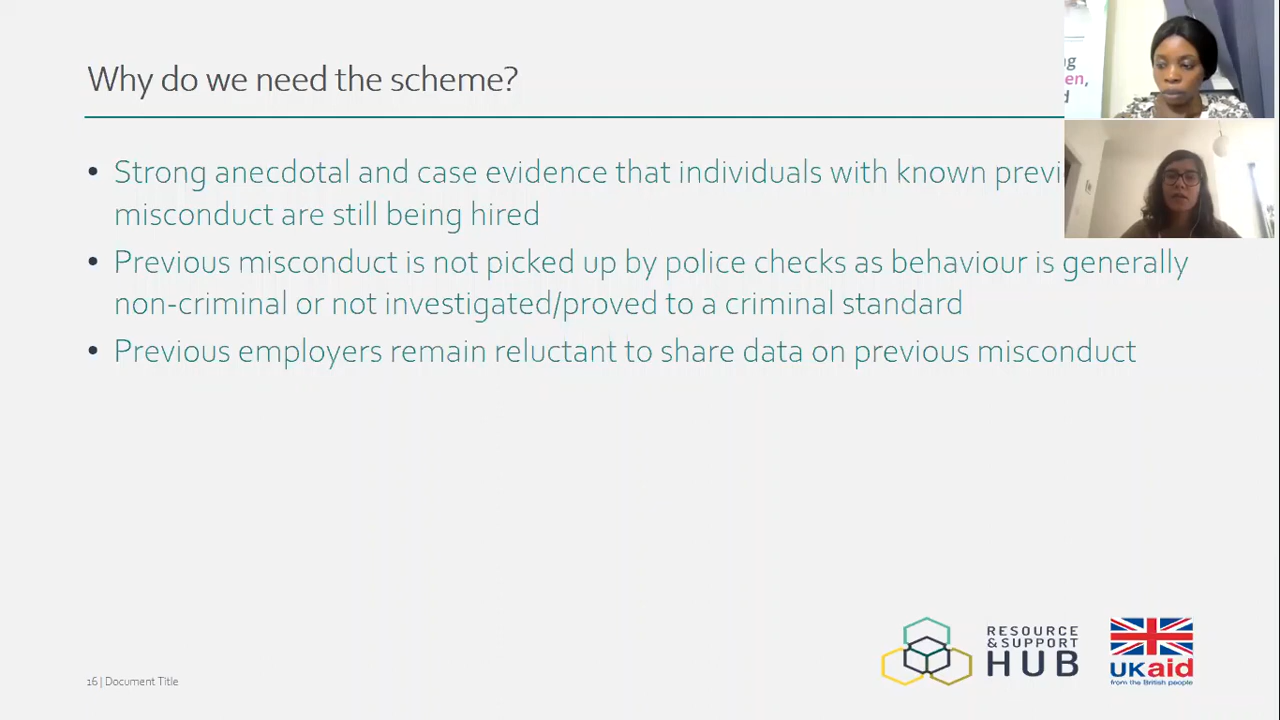 Why do we need the scheme?
• Strong anecdotal and case evidence that individuals with known
misconduct are still being hired
• Previous misconduct is not picked up by police checks as behaviour is generally
non-criminal or not investigated/proved to a criminal standard
• Previous employers remain reluctant to share data on previous misconduct
RESOURCE
& SUPPORT
HUB
UKaid
from the British people
16 | Document Title